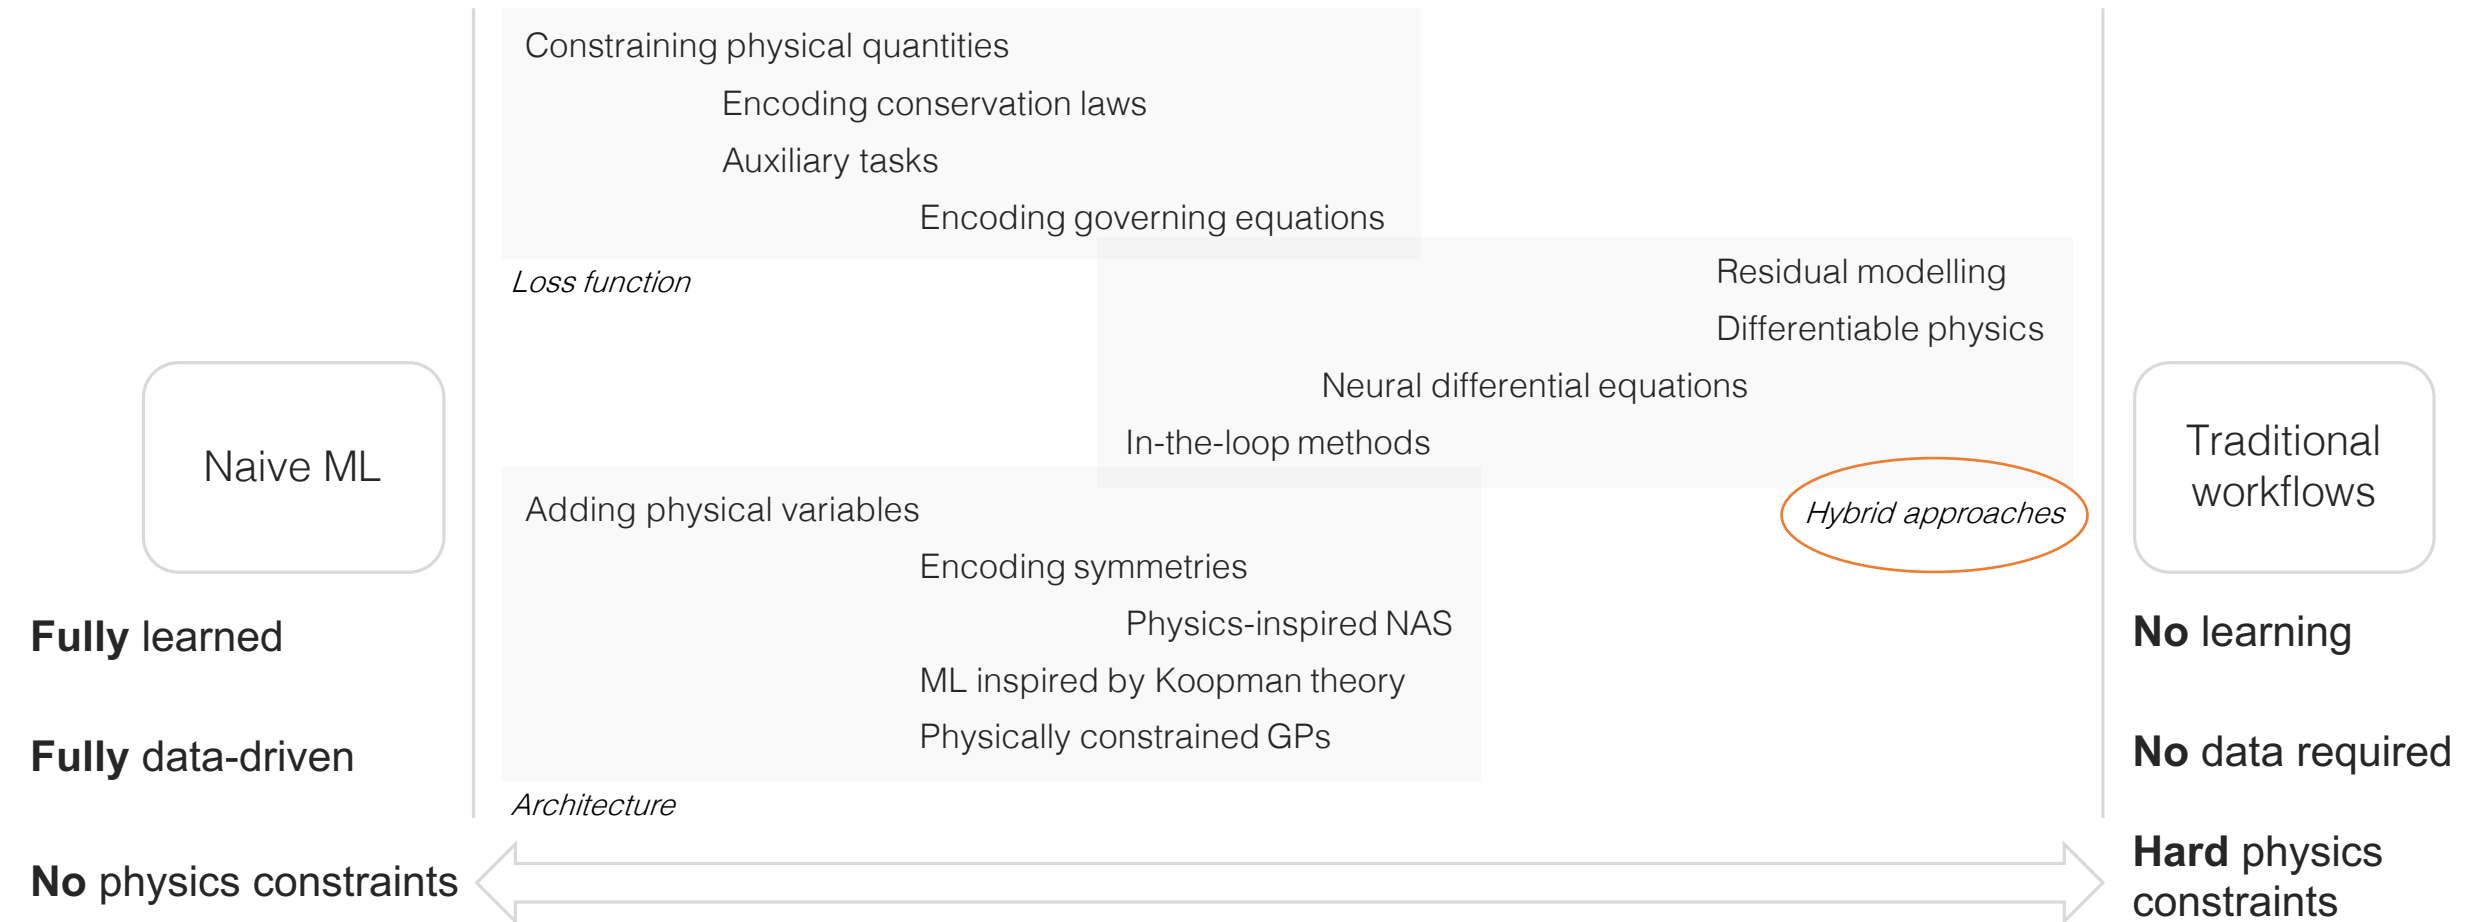 Constraining physical quantities
Encoding conservation laws
Auxiliary tasks
Encoding governing equations
Loss function
Residual modelling
Differentiable physics
Neural differential equations
In-the-loop methods
Hybrid approaches
Adding physical variables
Encoding symmetries
Physics-inspired NAS
ML inspired by Koopman theory
Physically constrained GPs
Architecture
Naive ML
Fully learned
Fully data-driven
No physics constraints
Traditional
workflows
No learning
No data required
Hard physics
constraints